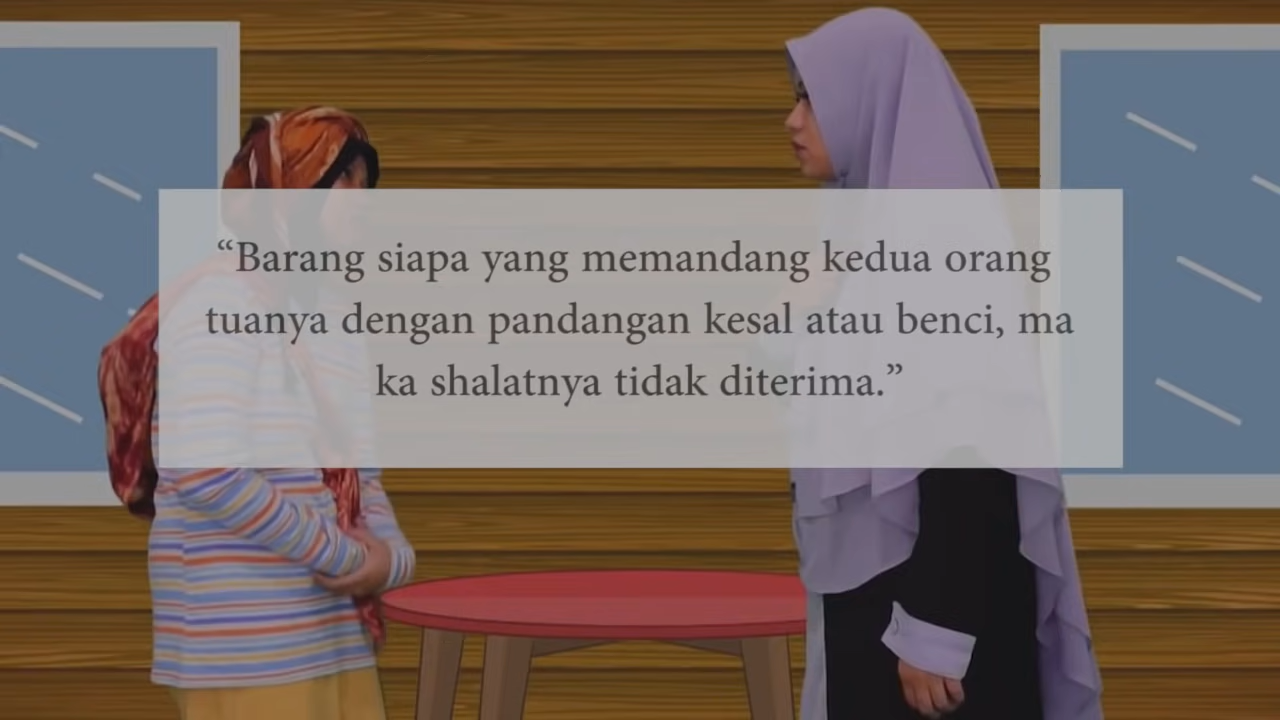 “Barang siapa yang memandang kedua orang
tuanya dengan pandangan kesal atau benci, ma
ka shalatnya tidak diterima.”